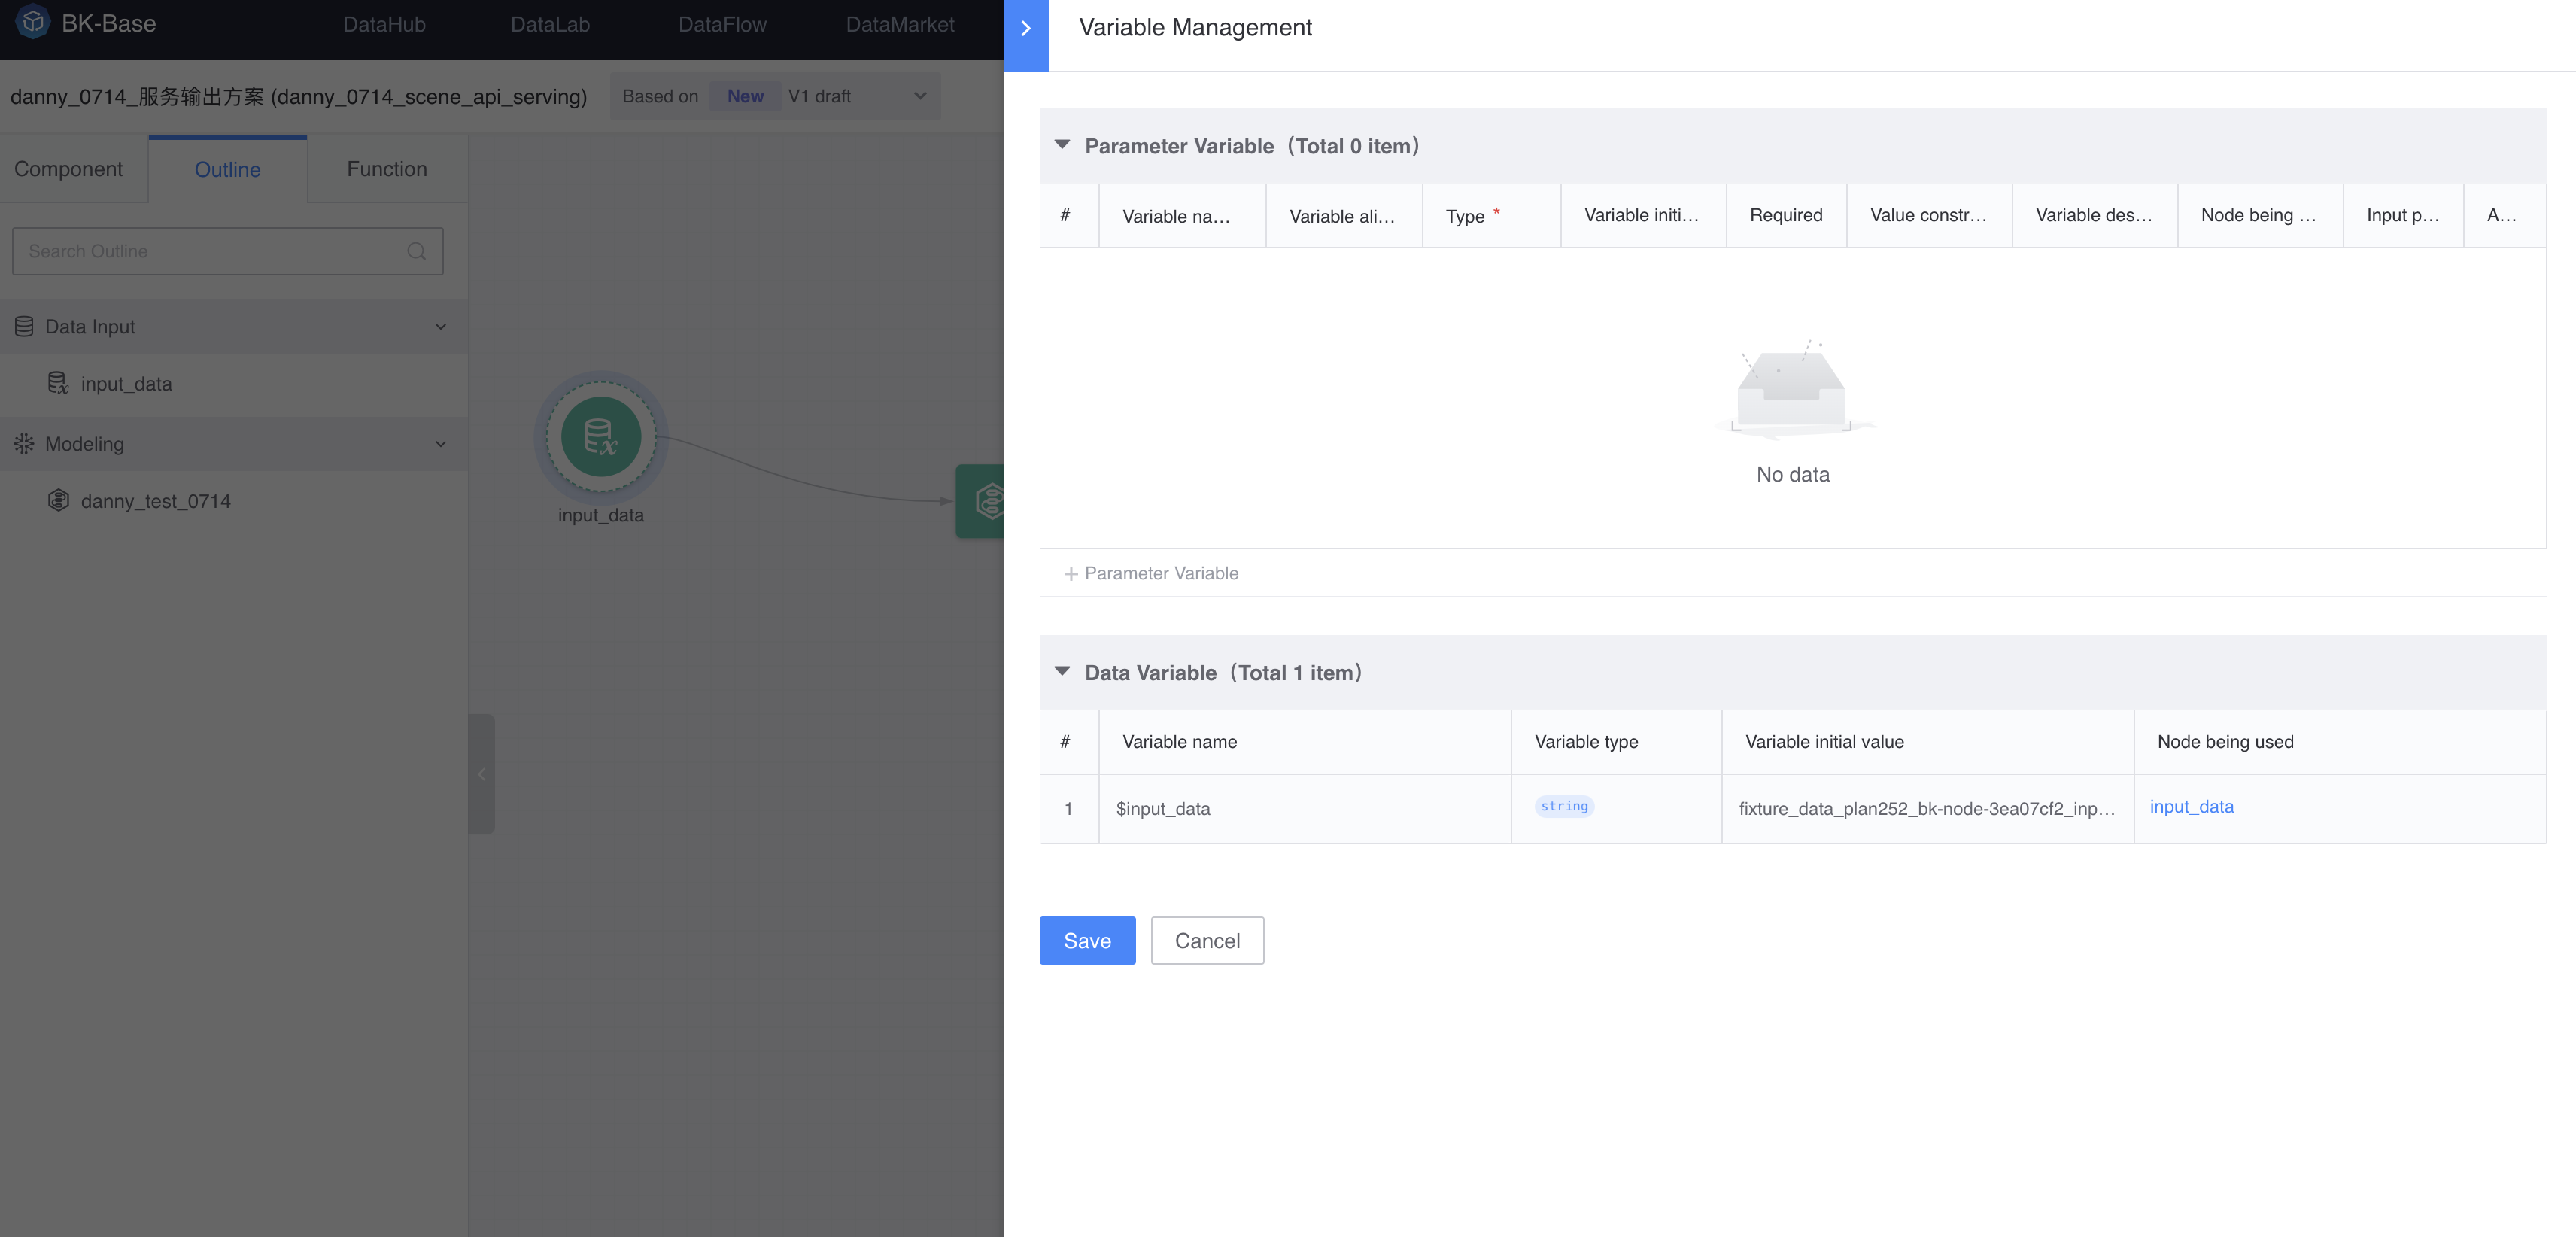 BK-Base
DataHub
DataLab
DataFlow
DataMarket
danny_0714_服务输出方案 (danny_0714_scene_api_serving)
Based on New V1 draft
Component
Outline
Function
Search Outline
Data Input
input_data
Modeling
danny_test_0714
input_data
Variable Management
Parameter Variable（Total 0 item）
# Variable na… Variable ali… Type * Variable initi… Required Value constr… Variable des… Node being … Input p… A…
No data
Parameter Variable
Data Variable（Total 1 item）
# Variable name Variable type Variable initial value Node being used
1 $input_data string fixture_data_plan252_bk-node-3ea07cf2_inp… input_data
Save
Cancel